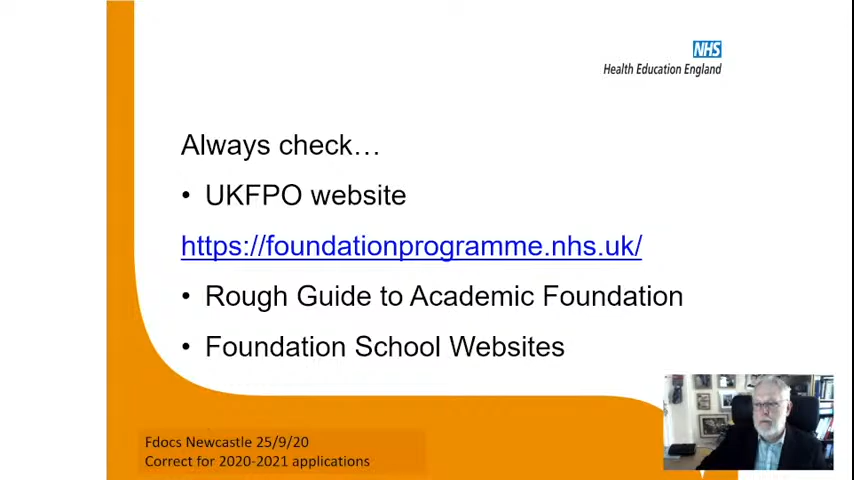 NHS
Health Education England
Always check…
• UKFPO website
https://foundationprogramme.nhs.uk/
• Rough Guide to Academic Foundation
• Foundation School Websites
Fdocs Newcastle 25/9/20
Correct for 2020-2021 applications